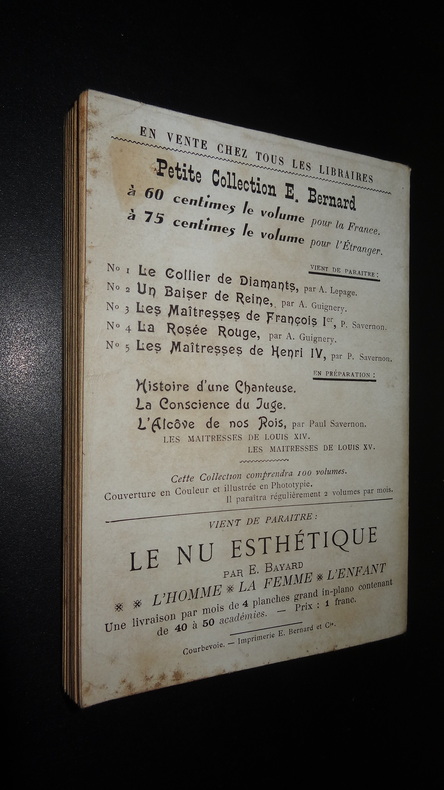 EN VENTE CHEZ TOUS LES LIBRAIRES
Petite Collection E. Bernard
à 60 centimes le volume pour la France.
à 75 centimes le volume pour l'Étranger.
VIENT DE PARAITRE :
No 1 Le Collier de Diamants, par A. Lepage.
No 2 Un Baiser de Reine, par A. Guignery.
No 3 Les Maîtresses de François Ier, P. Savernon.
No 4 La Rosée Rouge, par A. Guignery.
No 5 Les Maîtresses de Henri IV, par P. Savernon.
EN PRÉPARATION :
Histoire d'une Chanteuse.
La Conscience du Juge.
L'Alcôve de nos Rois, par Paul Savernon.
LES MAITRESSES DE LOUIS XIV.
LES MAITRESSES DE LOUIS XV.
Cette Collection comprendra 100 volumes.
Couverture en Couleur et illustrée en Phototypie.
Il paraîtra régulièrement 2 volumes par mois.
VIENT DE PARAITRE :
LE NU ESTHÉTIQUE
PAR E. BAYARD
※ ※ L'HOMME ※ LA FEMME ※ L'ENFANT
Une livraison par mois de 4 planches grand in-plano contenant
de 40 à 50 académies. — Prix : 1 franc.
Courbevoie. — Imprimerie E. Bernard et Cie.